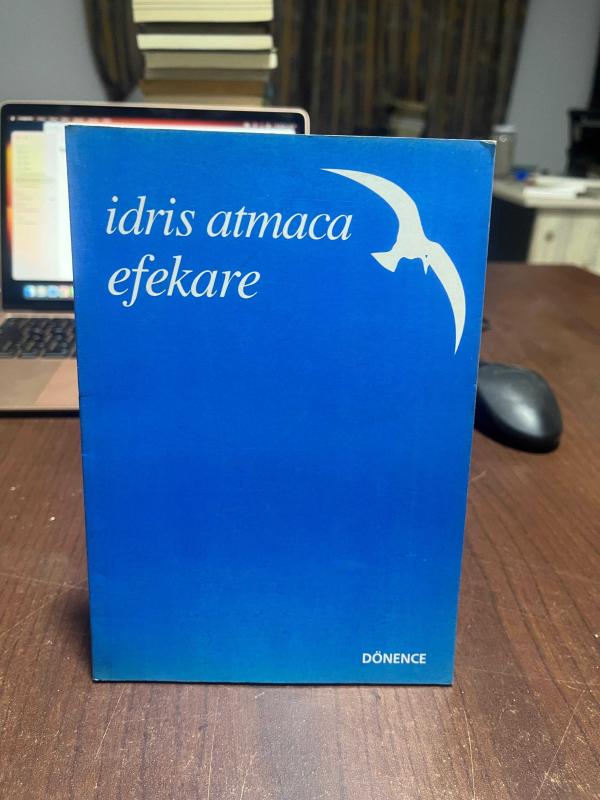 idris atmaca
efekare
DÖNENCE